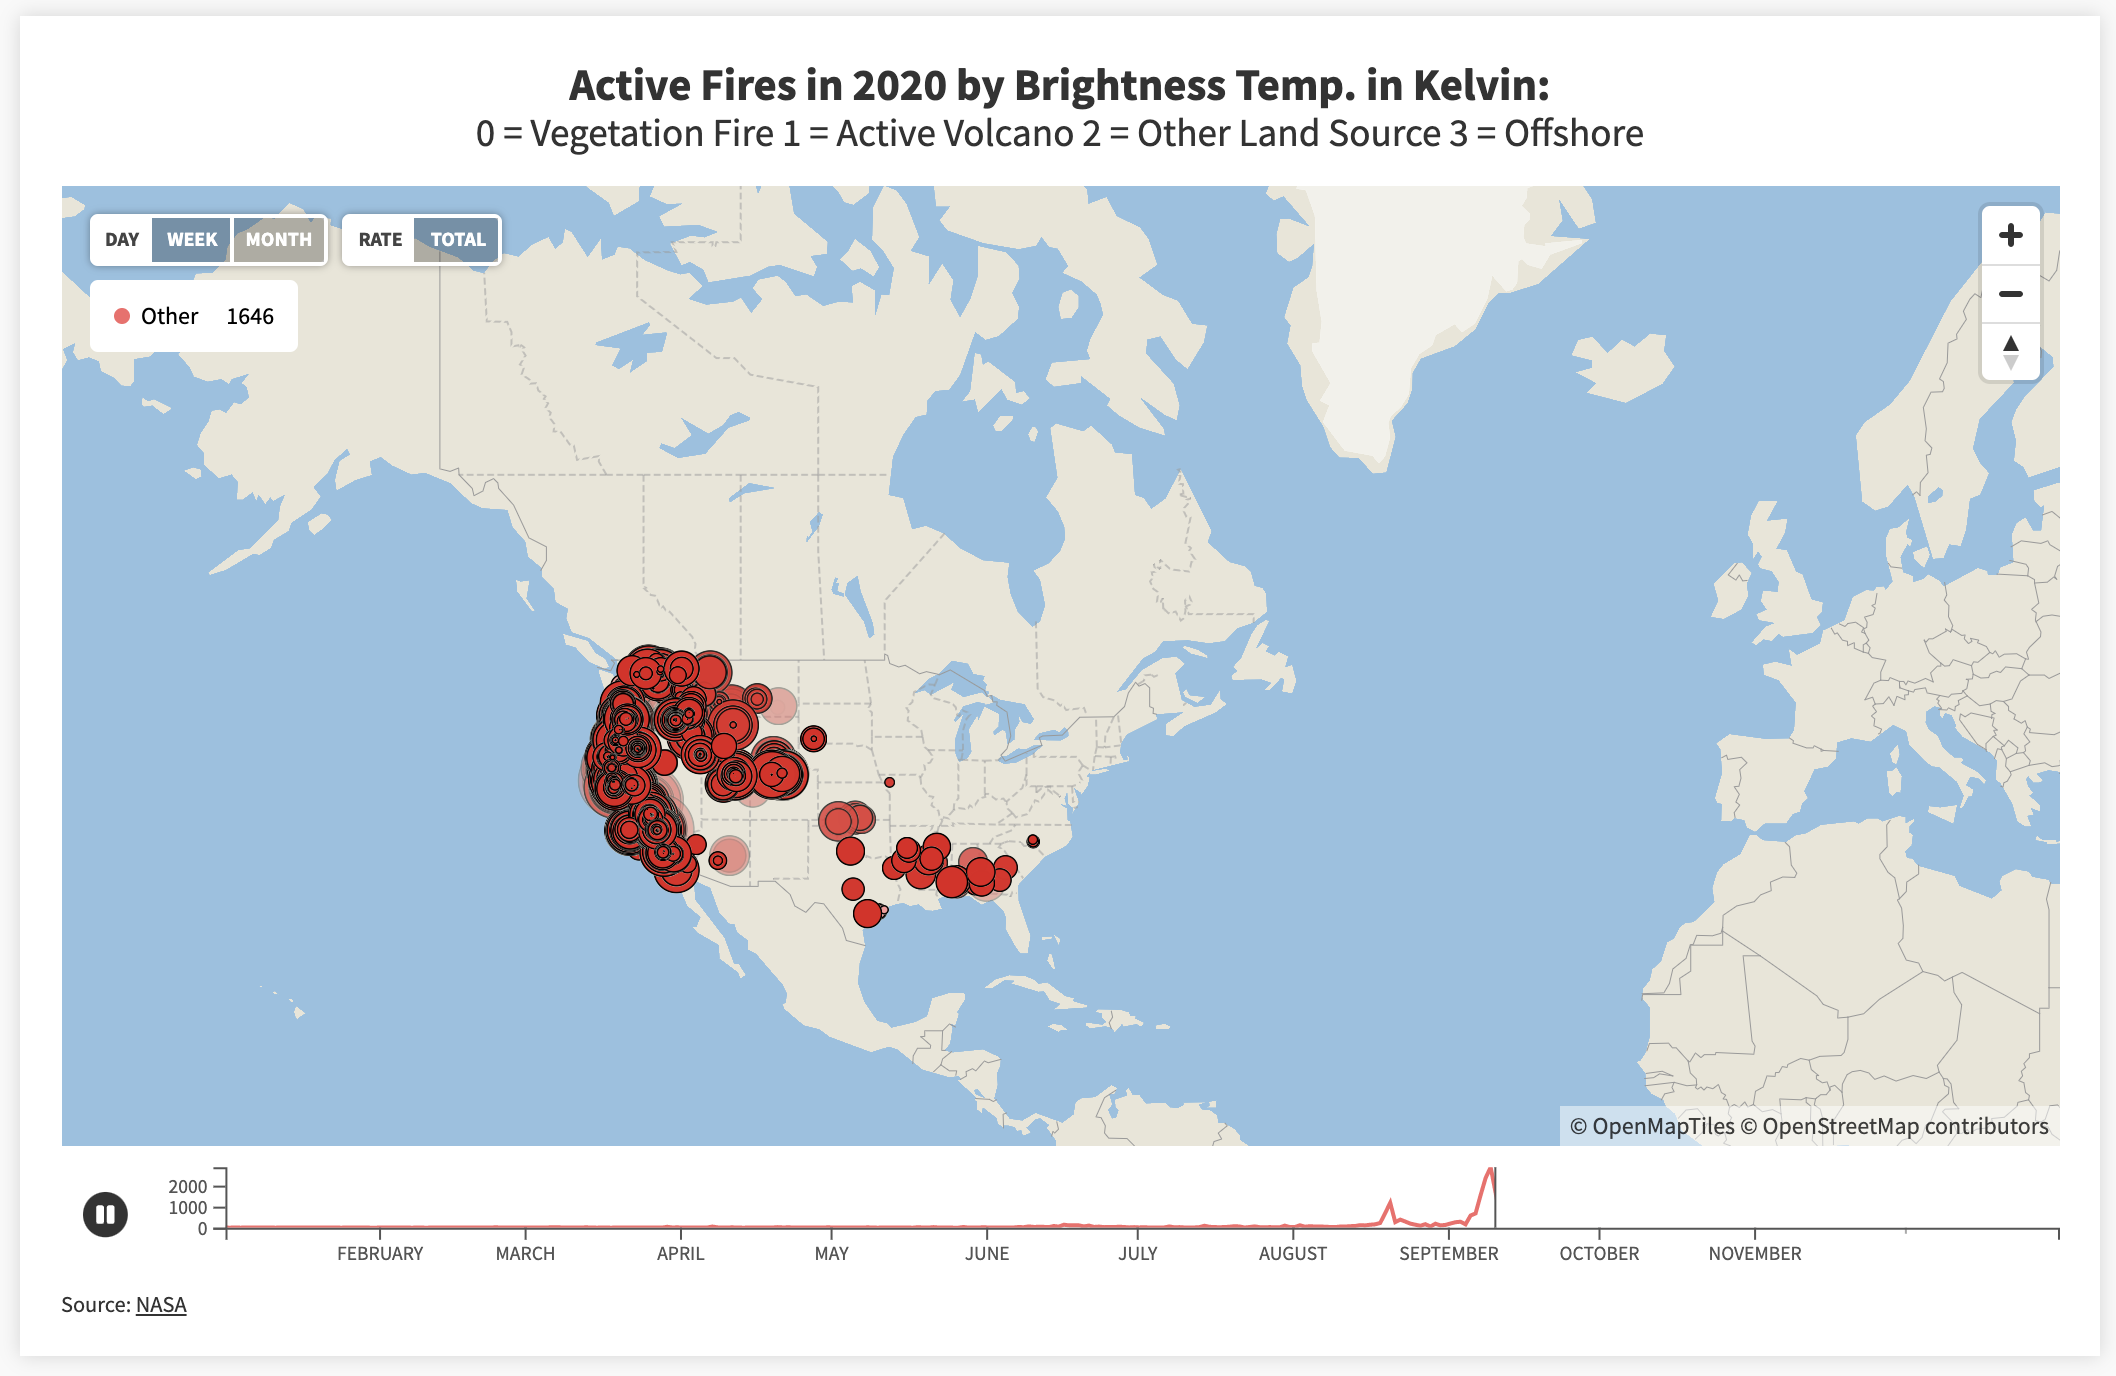 Active Fires in 2020 by Brightness Temp. in Kelvin:
0 = Vegetation Fire 1 = Active Volcano 2 = Other Land Source 3 = Offshore
DAY WEEK MONTH RATE TOTAL
Other 1646
© OpenMapTiles © OpenStreetMap contributors
2000
1000
0
FEBRUARY MARCH APRIL MAY JUNE JULY AUGUST SEPTEMBER OCTOBER NOVEMBER
Source: NASA